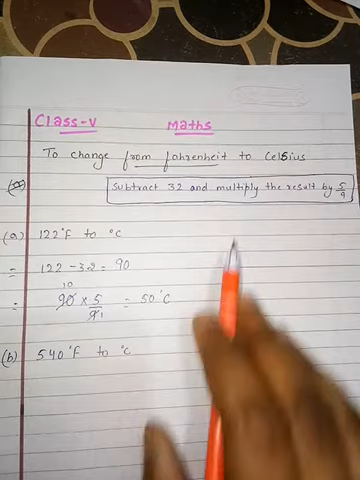 Class-V Maths
To change from fahrenheit to Celsius
Subtract 32 and multiply the result by 5/9
(a) 122°F to °C
= 122 - 32 = 90
10
= 90 × 5/9 1 = 50°C
(b) 540°F to °C